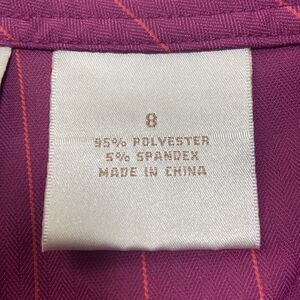 8
95% POLYESTER
5% SPANDEX
MADE IN CHINA